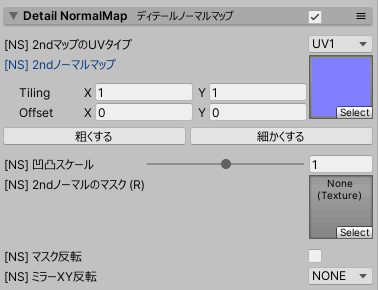 Detail NormalMap ディテールノーマルマップ
[NS] 2ndマップのUVタイプ UV1
[NS] 2ndノーマルマップ
Tiling X 1 Y 1
Offset X 0 Y 0
Select
粗くする 細かくする
[NS] 凹凸スケール 1
[NS] 2ndノーマルのマスク (R) None
(Texture)
Select
[NS] マスク反転
[NS] ミラーXY反転 NONE